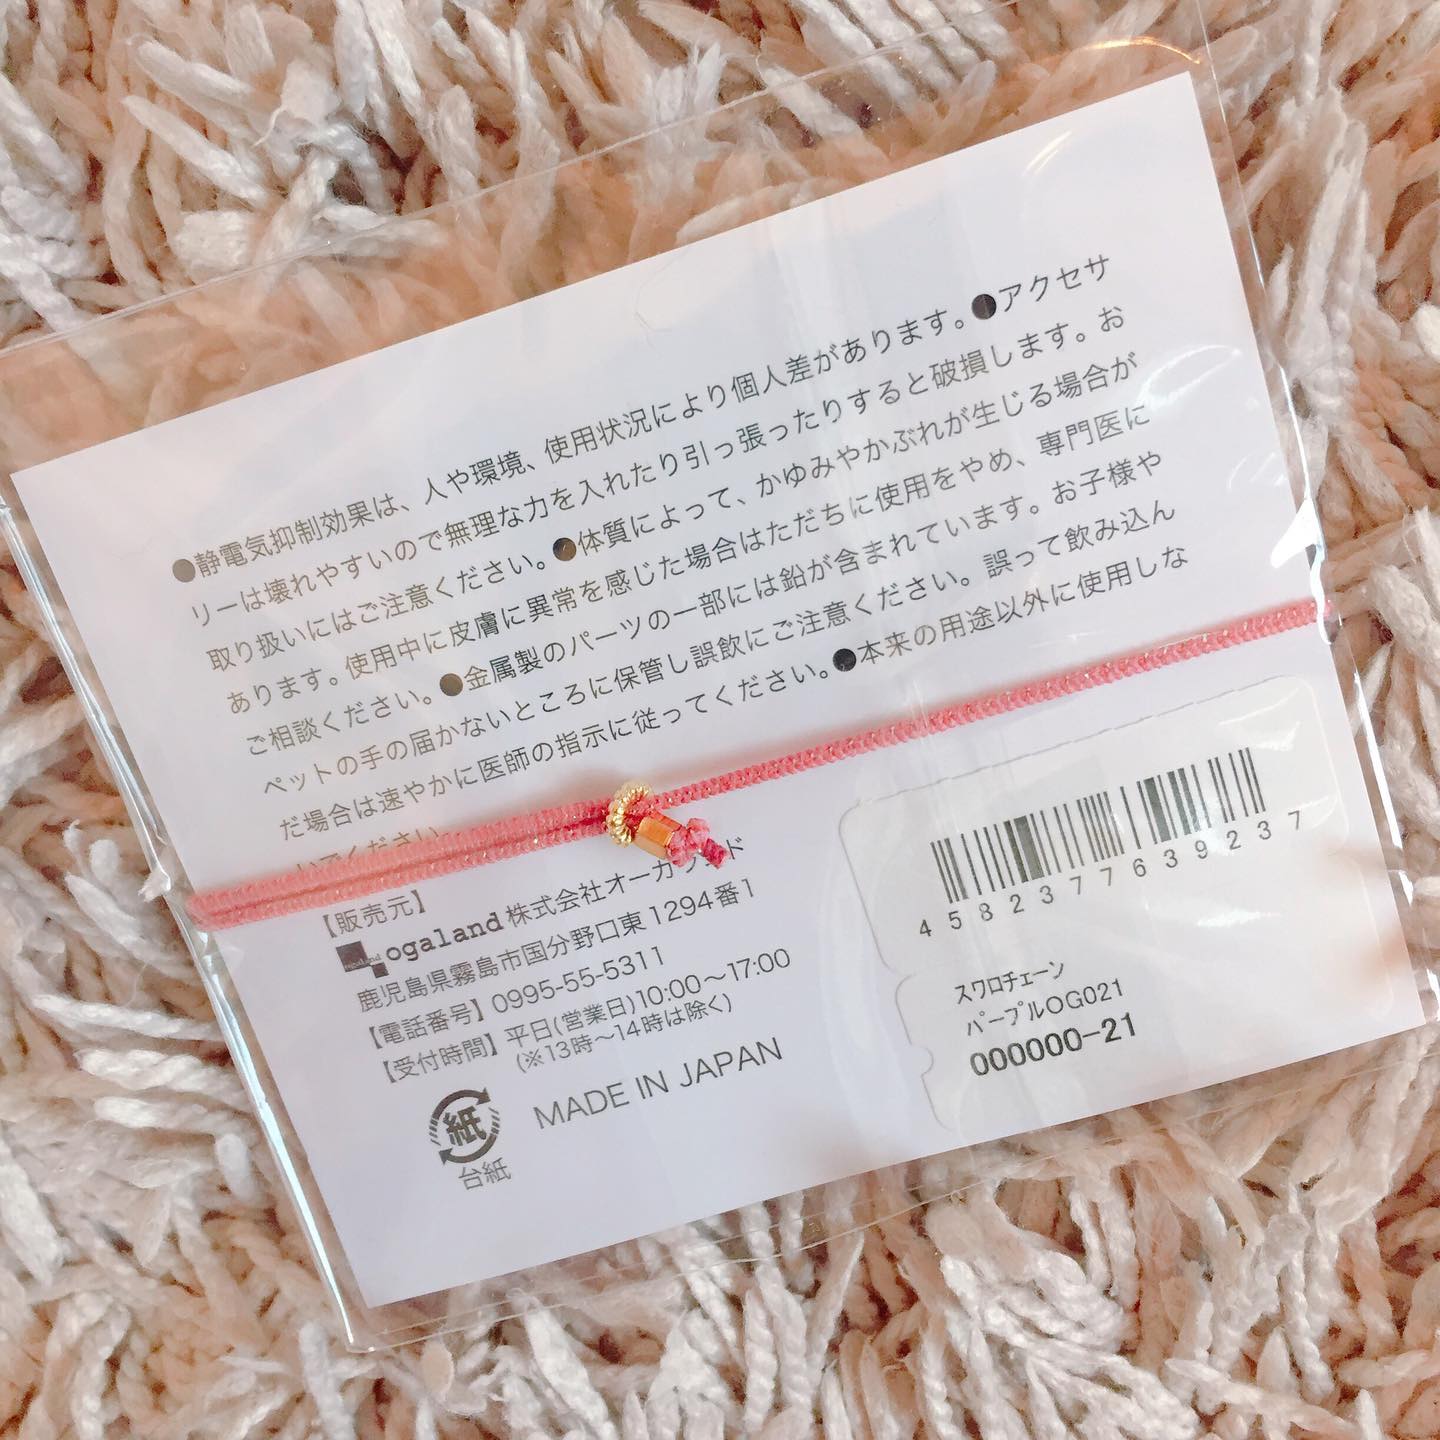 ●静電気抑制効果は、人や環境、使用状況により個人差があります。●アクセサ
リーは壊れやすいので無理な力を入れたり引っ張ったりすると破損します。お
取り扱いにはご注意ください。●体質によって、かゆみやかぶれが生じる場合が
あります。使用中に皮膚に異常を感じた場合はただちに使用をやめ、専門医に
ご相談ください。●金属製のパーツの一部には鉛が含まれています。お子様や
ペットの手の届かないところに保管し誤飲にご注意ください。誤って飲み込ん
だ場合は速やかに医師の指示に従ってください。●本来の用途以外に使用しな
いでください
【販売元】
ogaland 株式会社オーガランド
鹿児島県霧島市国分野口東1294番1
【電話番号】0995-55-5311
【受付時間】平日(営業日)10:00～17:00
(※13時～14時は除く)
紙
台紙
MADE IN JAPAN
4582377639237
スワロチェーン
パープルOG021
000000-21